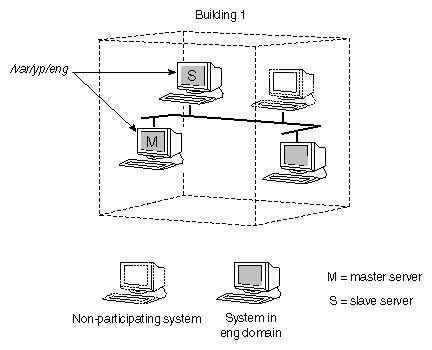 Building 1
/var/yp/eng
S
M
Non-participating system
System in
eng domain
M = master server
S = slave server